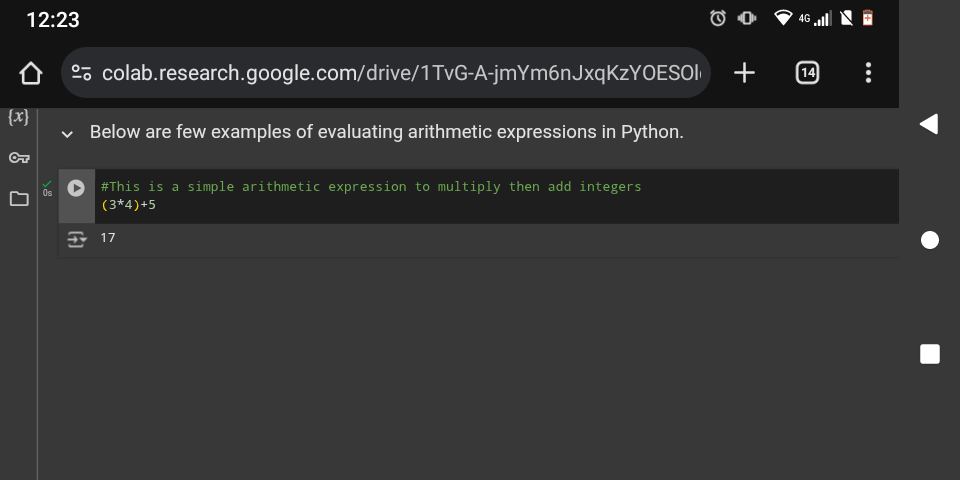 12:23
4G
colab.research.google.com/drive/1TvG-A-jmYm6nJxqKzYOESOl
14
{x}
Below are few examples of evaluating arithmetic expressions in Python.
0s
#This is a simple arithmetic expression to multiply then add integers
(3*4)+5
17